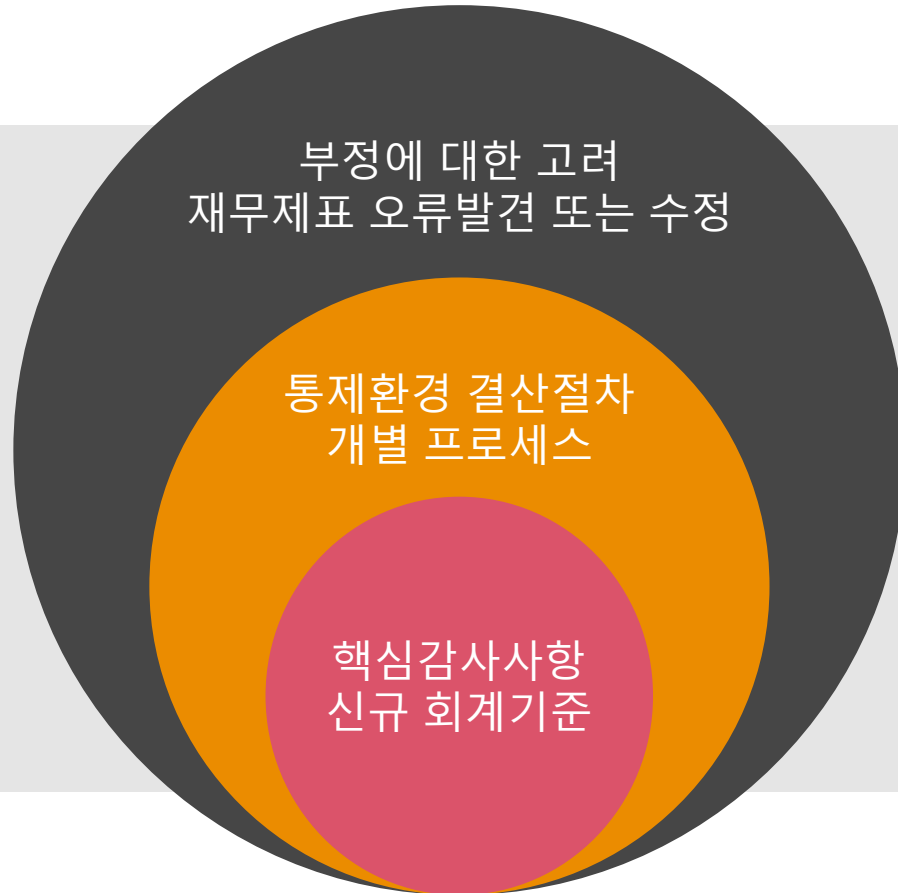 부정에 대한 고려
재무제표 오류발견 또는 수정
통제환경 결산절차
개별 프로세스
핵심감사사항
신규 회계기준